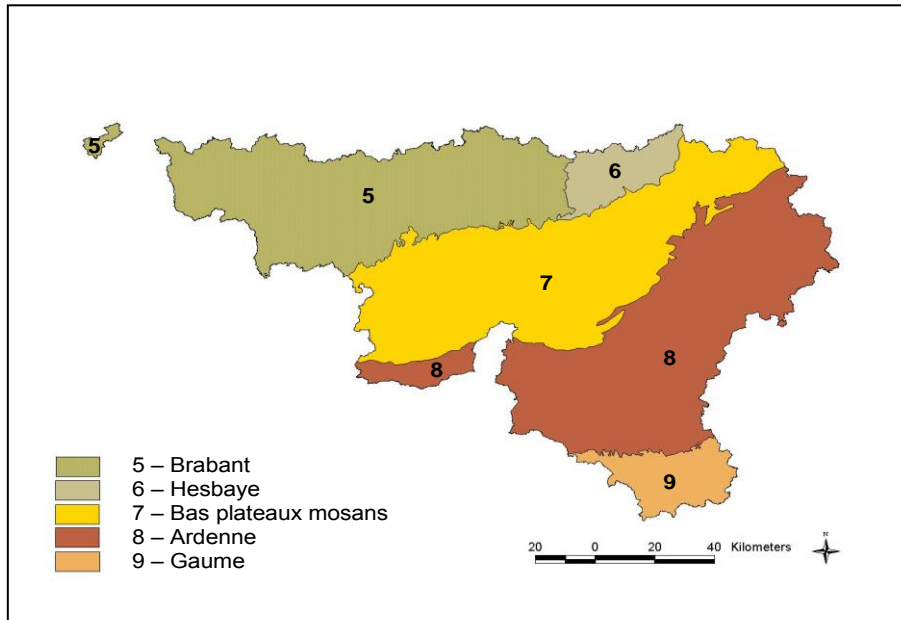 5
5
6
7
8
8
9
5 – Brabant
6 – Hesbaye
7 – Bas plateaux mosans
8 – Ardenne
9 – Gaume
20 0 20 40 Kilometers
N